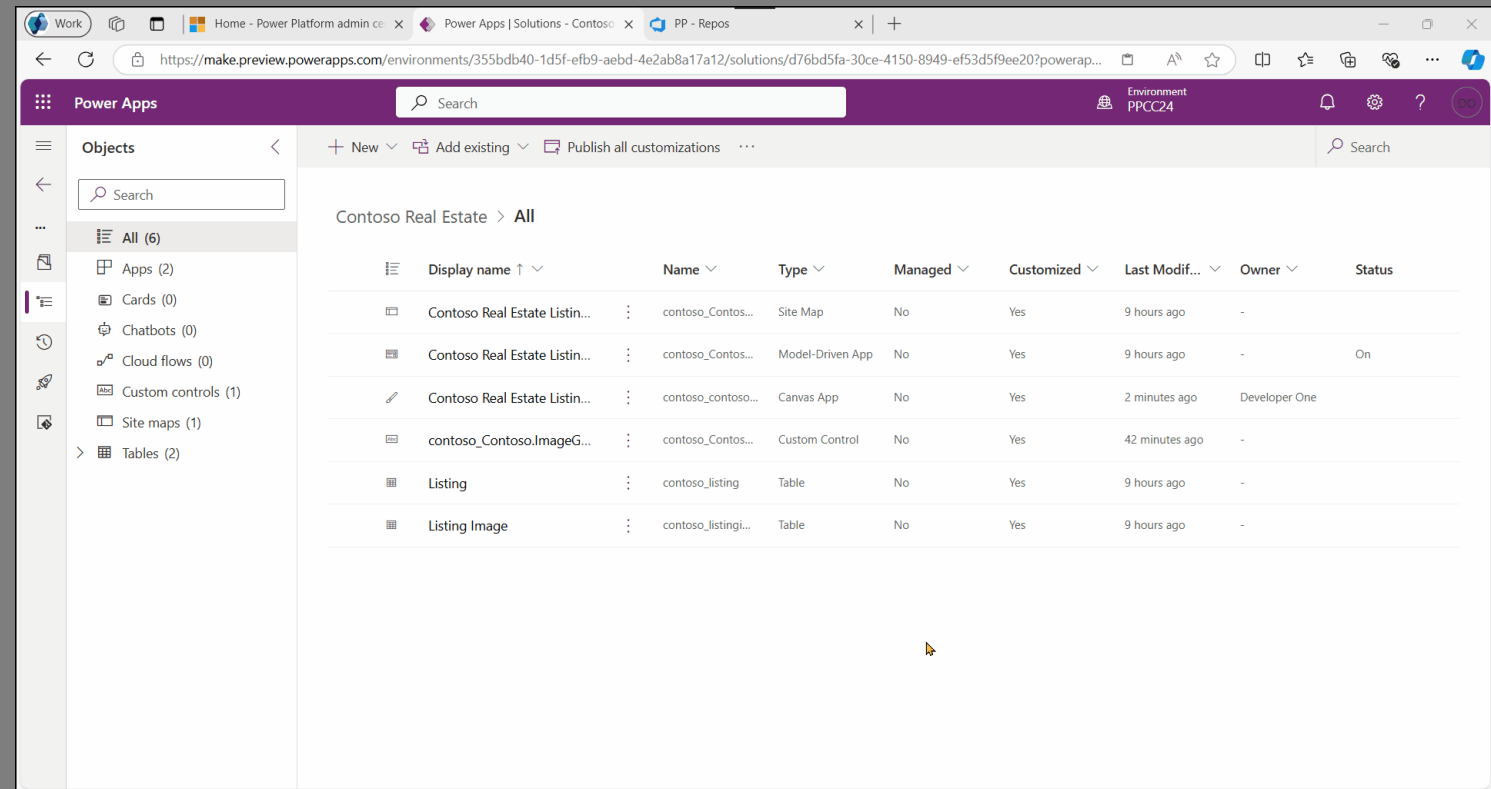 Work
Home - Power Platform admin ce
Power Apps | Solutions - Contoso
PP - Repos
https://make.preview.powerapps.com/environments/355bdb40-1d5f-efb9-aebd-4e2ab8a17a12/solutions/d76bd5fa-30ce-4150-8949-ef53d5f9ee20?powerap...
Power Apps
Search
Environment
PPCC24
DO
Objects
New
Add existing
Publish all customizations
Search
Search
Contoso Real Estate > All
All (6)
Apps (2)
Cards (0)
Chatbots (0)
Cloud flows (0)
Custom controls (1)
Site maps (1)
Tables (2)
Display name ↑ Name Type Managed Customized Last Modif... Owner Status
Contoso Real Estate Listin... contoso_Contos... Site Map No Yes 9 hours ago -
Contoso Real Estate Listin... contoso_Contos... Model-Driven App No Yes 9 hours ago - On
Contoso Real Estate Listin... contoso_contoso... Canvas App No Yes 2 minutes ago Developer One
Abc contoso_Contoso.ImageG... contoso_Contos... Custom Control No Yes 42 minutes ago -
Listing contoso_listing Table No Yes 9 hours ago -
Listing Image contoso_listingi... Table No Yes 9 hours ago -